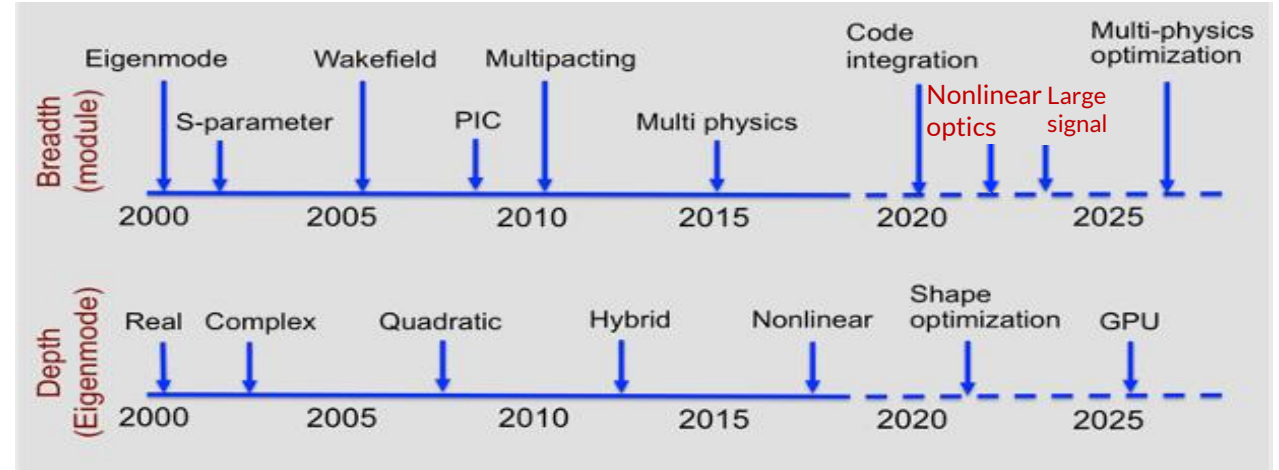 Eigenmode
Wakefield
Multipacting
Code
integration
Multi-physics
optimization
S-parameter
PIC
Multi physics
Nonlinear
optics
Large
signal
Breadth
(module)
2000 2005 2010 2015 2020 2025
Real
Complex
Quadratic
Hybrid
Nonlinear
Shape
optimization
GPU
Depth
(Eigenmode)
2000 2005 2010 2015 2020 2025